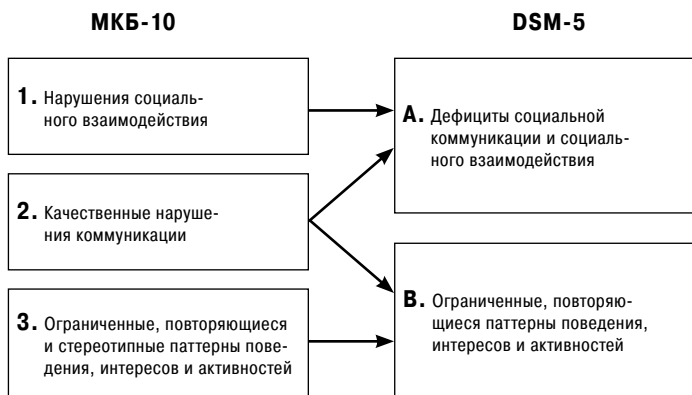 МКБ-10
DSM-5
1. Нарушения социаль-
ного взаимодействия
2. Качественные наруше-
ния коммуникации
3. Ограниченные, повторяющиеся
и стереотипные паттерны пове-
дения, интересов и активностей
А. Дефициты социальной
коммуникации и социаль-
ного взаимодействия
В. Ограниченные, повторяю-
щиеся паттерны поведения,
интересов и активностей